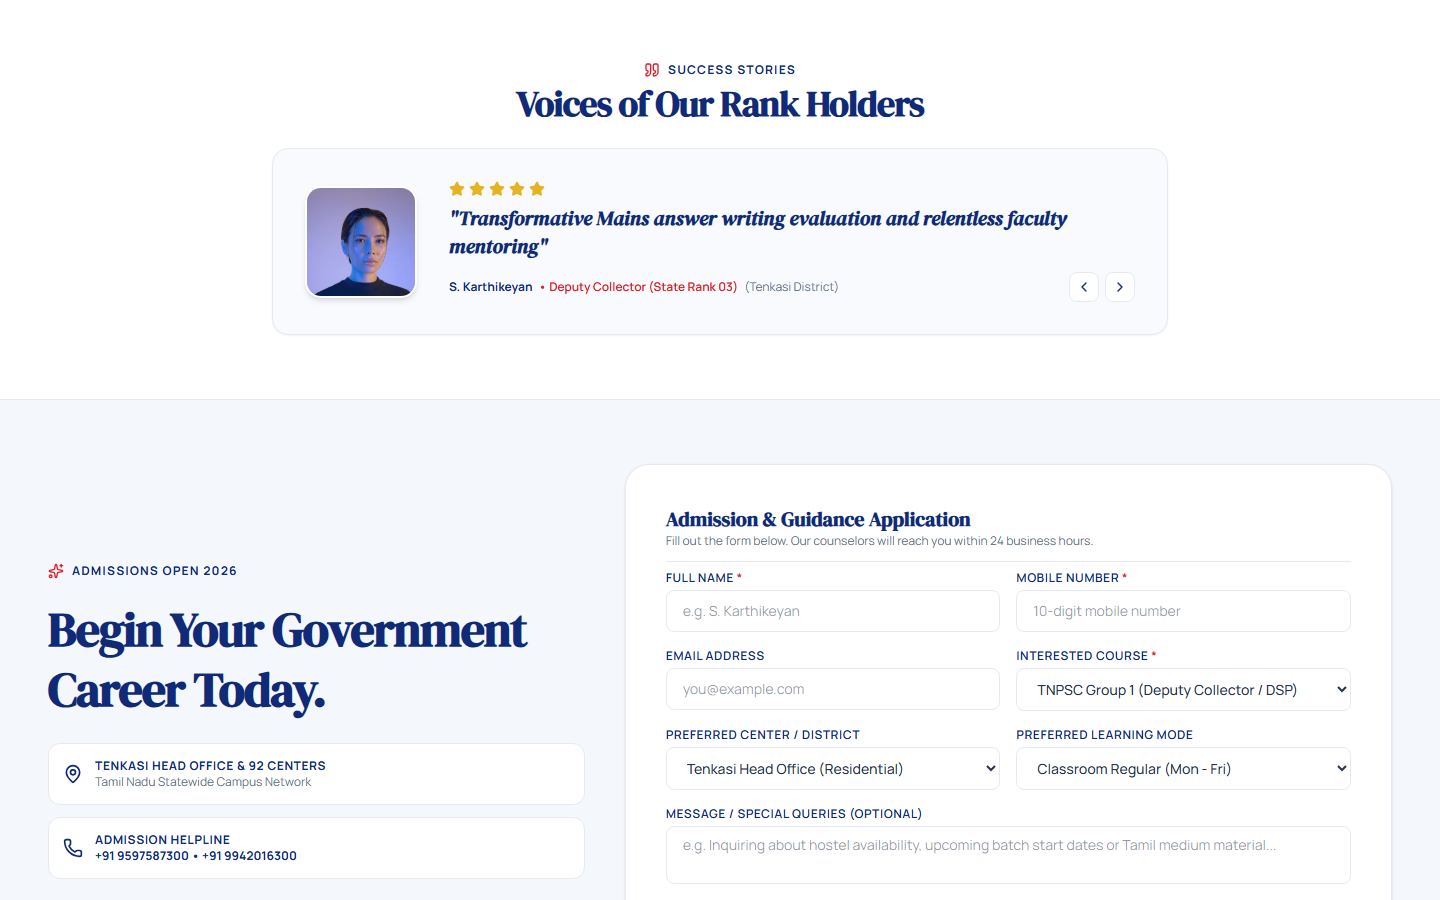 SUCCESS STORIES
Voices of Our Rank Holders
"Transformative Mains answer writing evaluation and relentless faculty
mentoring"
S. Karthikeyan • Deputy Collector (State Rank 03) (Tenkasi District)
ADMISSIONS OPEN 2026
Begin Your Government
Career Today.
TENKASI HEAD OFFICE & 92 CENTERS
Tamil Nadu Statewide Campus Network
ADMISSION HELPLINE
+91 9597587300 • +91 9942016300
Admission & Guidance Application
Fill out the form below. Our counselors will reach you within 24 business hours.
FULL NAME *
e.g. S. Karthikeyan
MOBILE NUMBER *
10-digit mobile number
EMAIL ADDRESS
you@example.com
INTERESTED COURSE *
TNPSC Group 1 (Deputy Collector / DSP)
PREFERRED CENTER / DISTRICT
Tenkasi Head Office (Residential)
PREFERRED LEARNING MODE
Classroom Regular (Mon - Fri)
MESSAGE / SPECIAL QUERIES (OPTIONAL)
e.g. Inquiring about hostel availability, upcoming batch start dates or Tamil medium material...